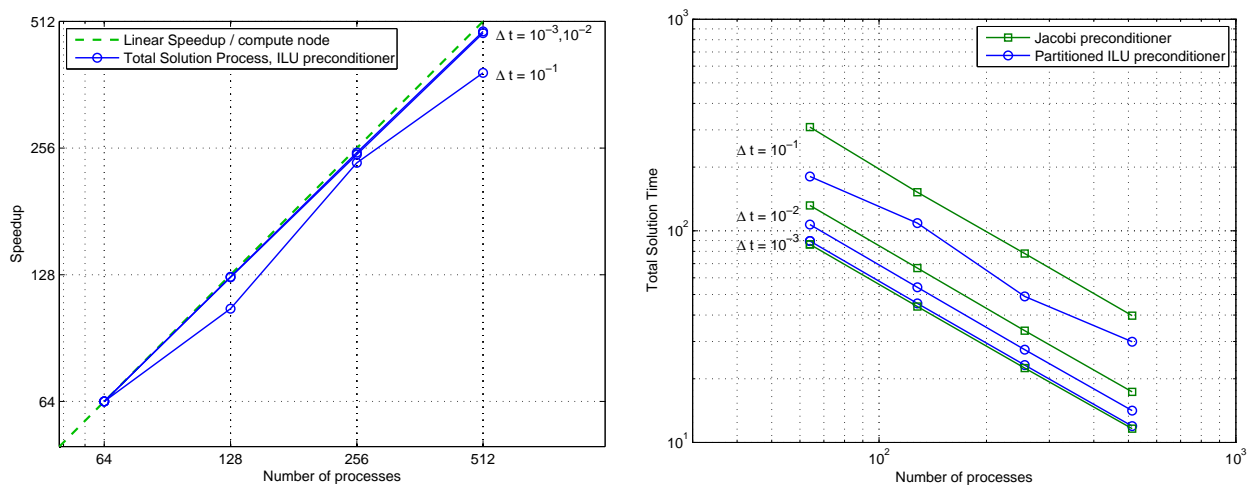 512
256
128
64
Speedup
Linear Speedup / compute node
Total Solution Process, ILU preconditioner
Δ t = 10⁻³,10⁻²
Δ t = 10⁻¹
64 128 256 512
Number of processes
10³
10²
10¹
Total Solution Time
Jacobi preconditioner
Partitioned ILU preconditioner
Δ t = 10⁻¹
Δ t = 10⁻²
Δ t = 10⁻³
10² 10³
Number of processes